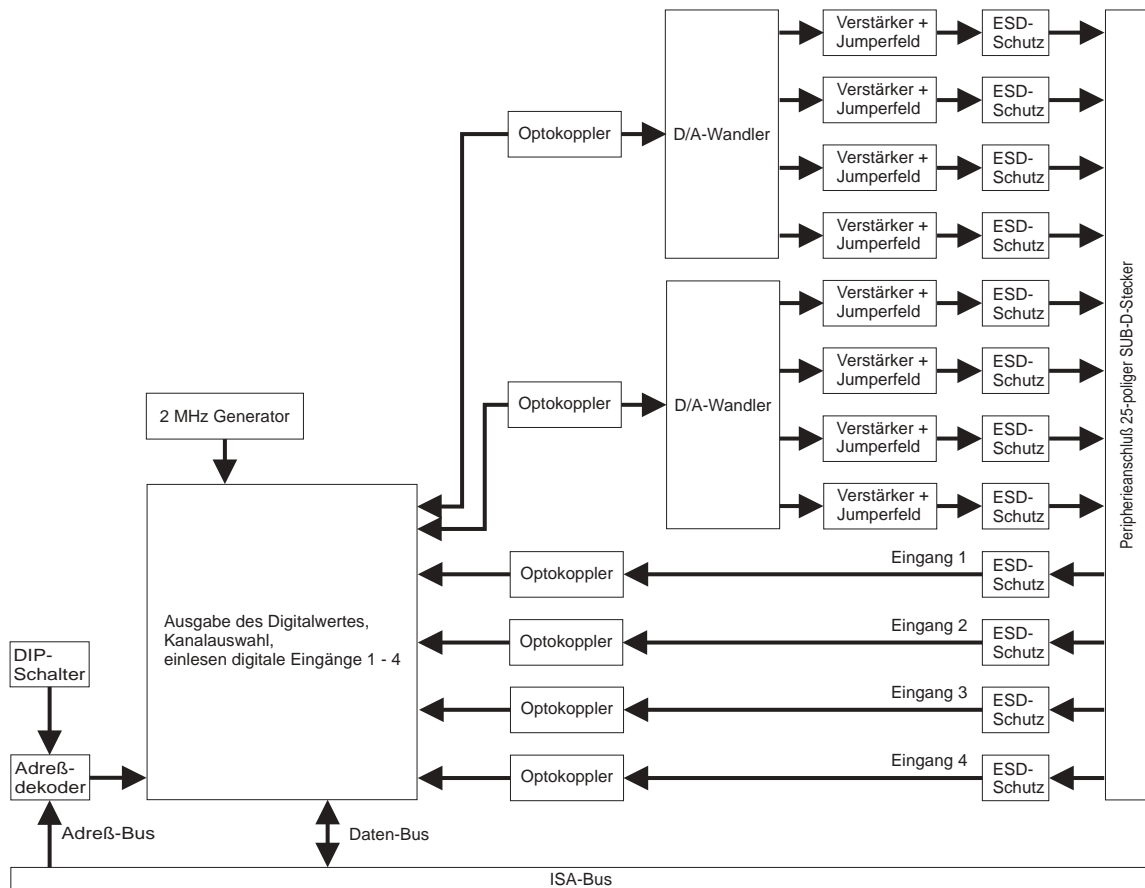 Verstärker +
Jumperfeld
ESD-
Schutz
Verstärker +
Jumperfeld
ESD-
Schutz
Optokoppler
D/A-Wandler
Verstärker +
Jumperfeld
ESD-
Schutz
Verstärker +
Jumperfeld
ESD-
Schutz
Verstärker +
Jumperfeld
ESD-
Schutz
Verstärker +
Jumperfeld
ESD-
Schutz
Optokoppler
D/A-Wandler
Verstärker +
Jumperfeld
ESD-
Schutz
Verstärker +
Jumperfeld
ESD-
Schutz
Peripherieanschluß 25-poliger SUB-D-Stecker
2 MHz Generator
Ausgabe des Digitalwertes,
Kanalauswahl,
einlesen digitale Eingänge 1 - 4
Optokoppler
Eingang 1
ESD-
Schutz
Optokoppler
Eingang 2
ESD-
Schutz
Optokoppler
Eingang 3
ESD-
Schutz
Optokoppler
Eingang 4
ESD-
Schutz
DIP-
Schalter
Adreß-
dekoder
Adreß-Bus
Daten-Bus
ISA-Bus